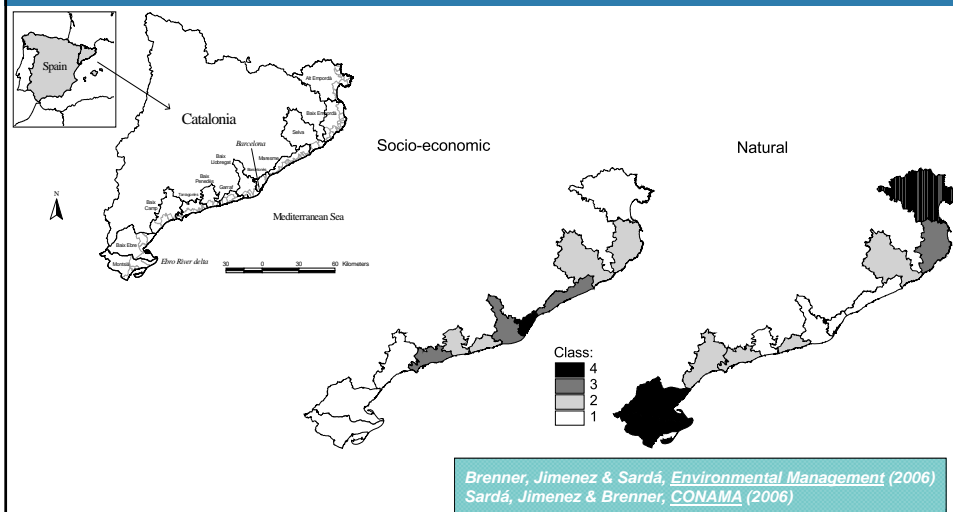 Spain
Catalonia
Alt Empordà
Baix Empordà
Selva
Barcelona
Maresme
Baix
Llobregat
Baix
Penedès
Garraf
Baix
Camp
Mediterranean Sea
N
Baix Ebre
Montsià
Ebro River delta
30 0 30 60 Kilometers
Socio-economic
Natural
Class:
4
3
2
1
Brenner, Jimenez & Sardá, Environmental Management (2006)
Sardá, Jimenez & Brenner, CONAMA (2006)